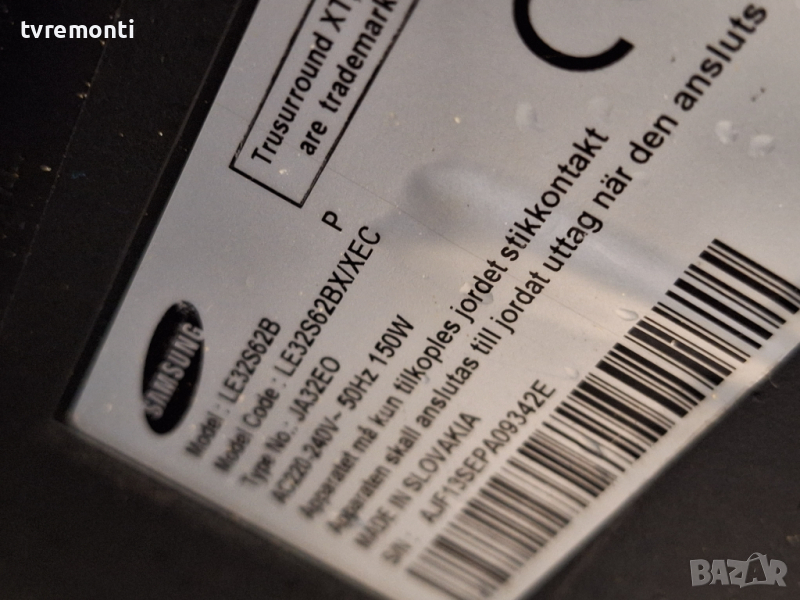 tvremonti
Trusurround XT,
are trademark
C
P
SAMSUNG
Model : LE32S62B
Model Code : LE32S62BX/XEC
Type No.: JA32EO
AC220-240V~ 50Hz 150W
Apparatet må kun tilkoples jordet stikkontakt
Apparaten skall anslutas till jordat uttag när den ansluts
MADE IN SLOVAKIA
S/N : AJF13SEPA09342E
BAZAR